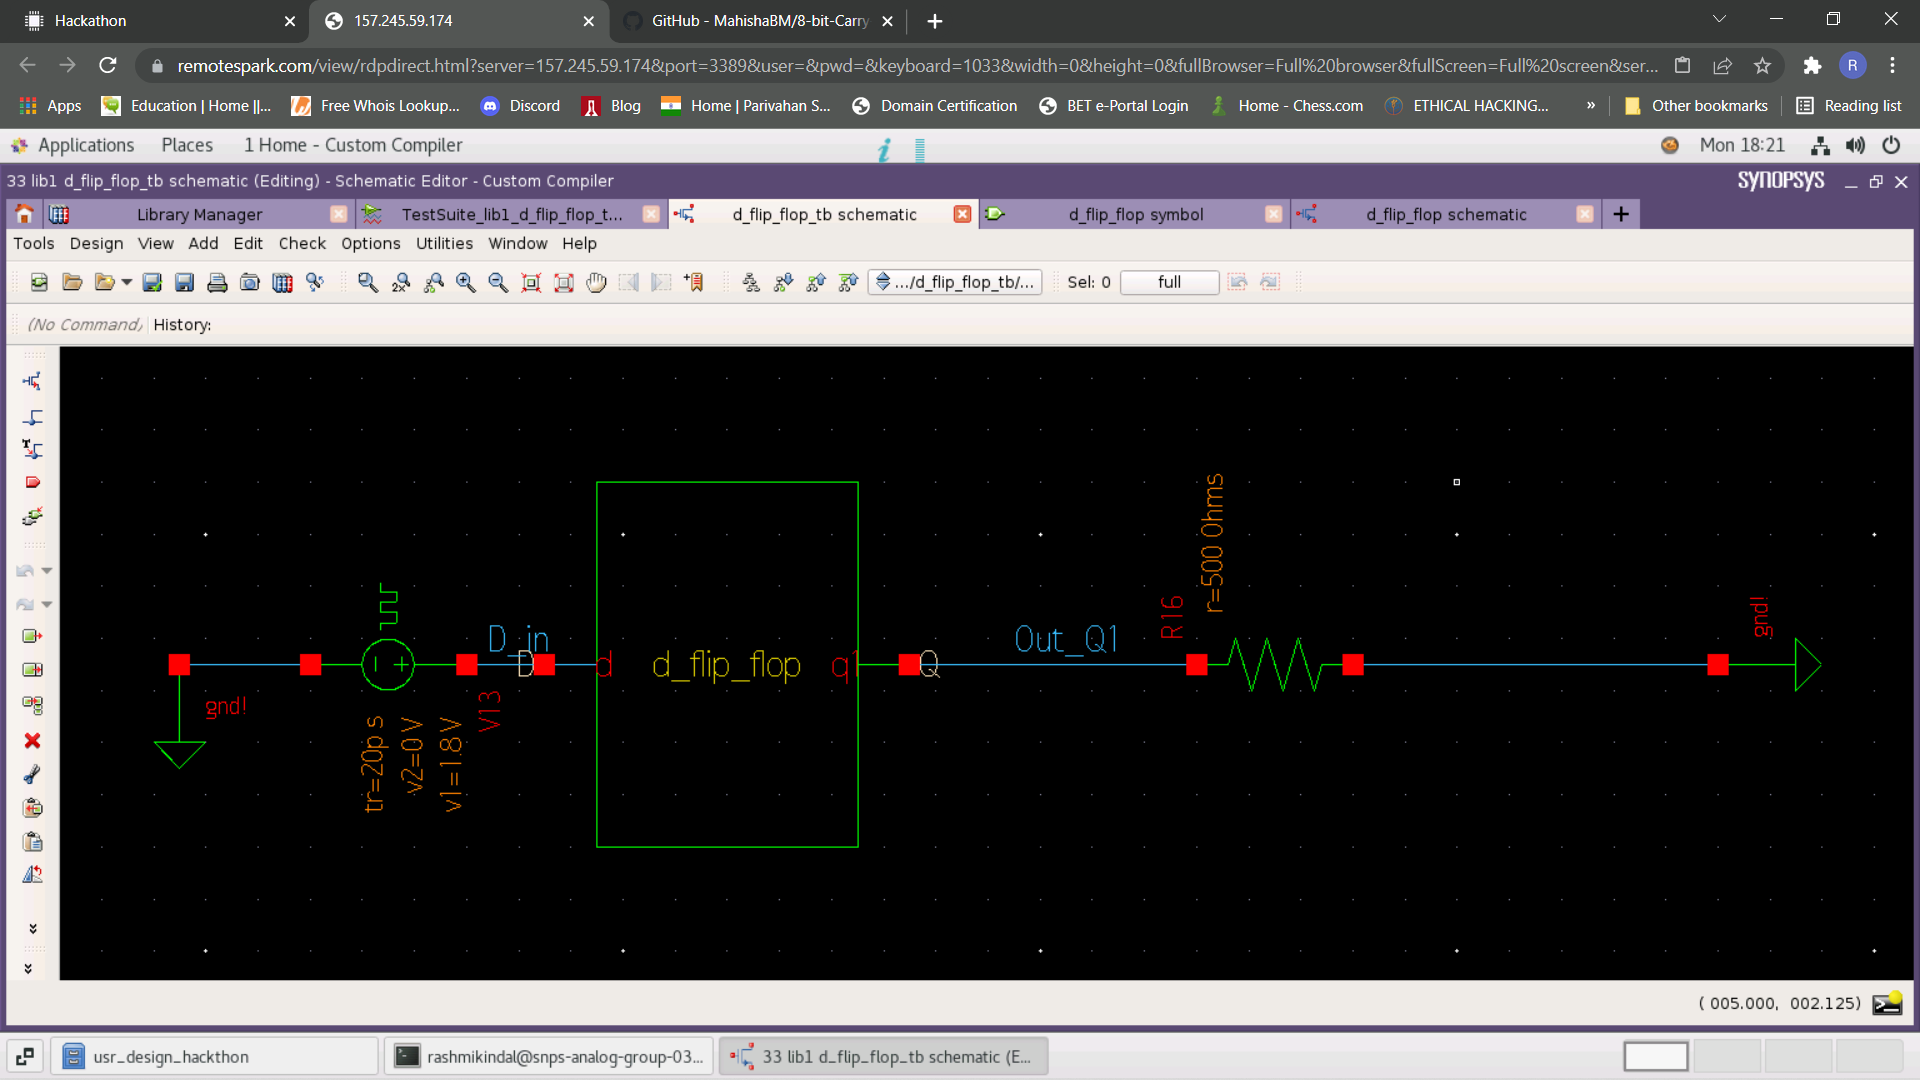 Hackathon
157.245.59.174
GitHub - MahishaBM/8-bit-Carry
remotespark.com/view/rdpdirect.html?server=157.245.59.174&port=3389&user=&pwd=&keyboard=1033&width=0&height=0&fullBrowser=Full%20browser&fullScreen=Full%20screen&ser...
R
Apps
Education | Home ||...
Free Whois Lookup...
Discord
Blog
Home | Parivahan S...
Domain Certification
BET e-Portal Login
Home - Chess.com
ETHICAL HACKING...
»
Other bookmarks
Reading list
Applications Places 1 Home - Custom Compiler
Mon 18:21
33 lib1 d_flip_flop_tb schematic (Editing) - Schematic Editor - Custom Compiler
SYNOPSYS
Library Manager
TestSuite_lib1_d_flip_flop_t...
d_flip_flop_tb schematic
d_flip_flop symbol
d_flip_flop schematic
Tools Design View Add Edit Check Options Utilities Window Help
2x
.../d_flip_flop_tb/...
Sel: 0
full
(No Command) History:
r=500 Ohms
R16
gnd!
D_in
D
d
d_flip_flop
q1
Q
Out_Q1
gnd!
V13
tr=20p s
v2=0 V
v1=1.8 V
( 005.000, 002.125)
usr_design_hackthon
rashmikindal@snps-analog-group-03...
33 lib1 d_flip_flop_tb schematic (E...